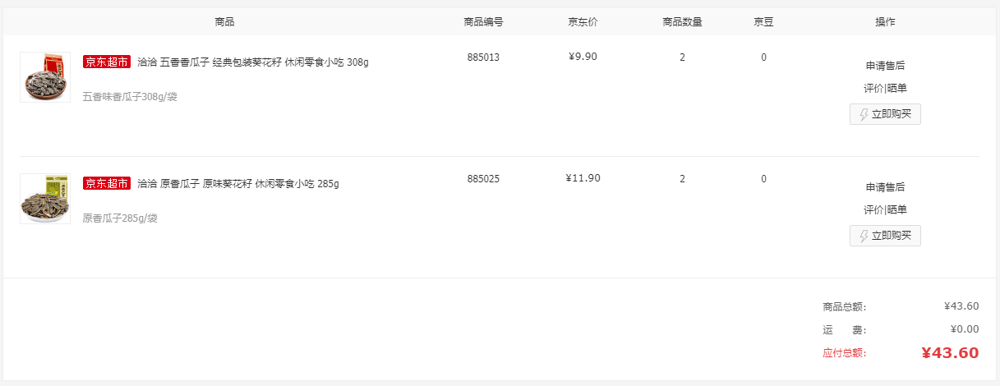 商品 商品编号 京东价 商品数量 京豆 操作
京东超市 洽洽 五香香瓜子 经典包装葵花籽 休闲零食小吃 308g 885013 ¥9.90 2 0 申请售后
评价|晒单
五香味香瓜子308g/袋
立即购买
京东超市 洽洽 原香瓜子 原味葵花籽 休闲零食小吃 285g 885025 ¥11.90 2 0 申请售后
评价|晒单
原香瓜子285g/袋
立即购买
商品总额: ¥43.60
运 费: ¥0.00
应付总额: ¥43.60